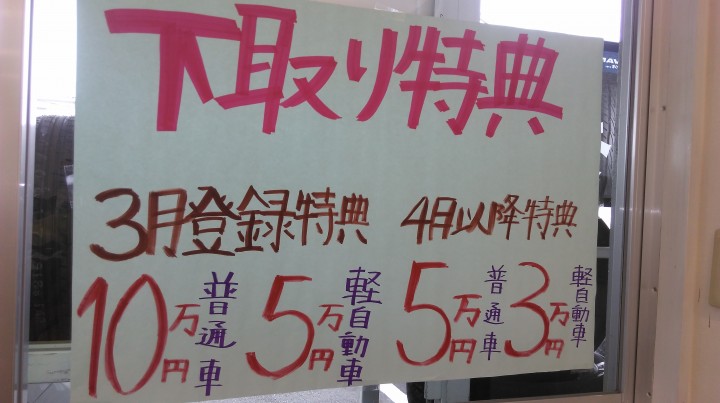 下取り特典
3月登録特典
10万円 普通車
5万円 軽自動車
4月以降特典
5万円 普通車
3万円 軽自動車